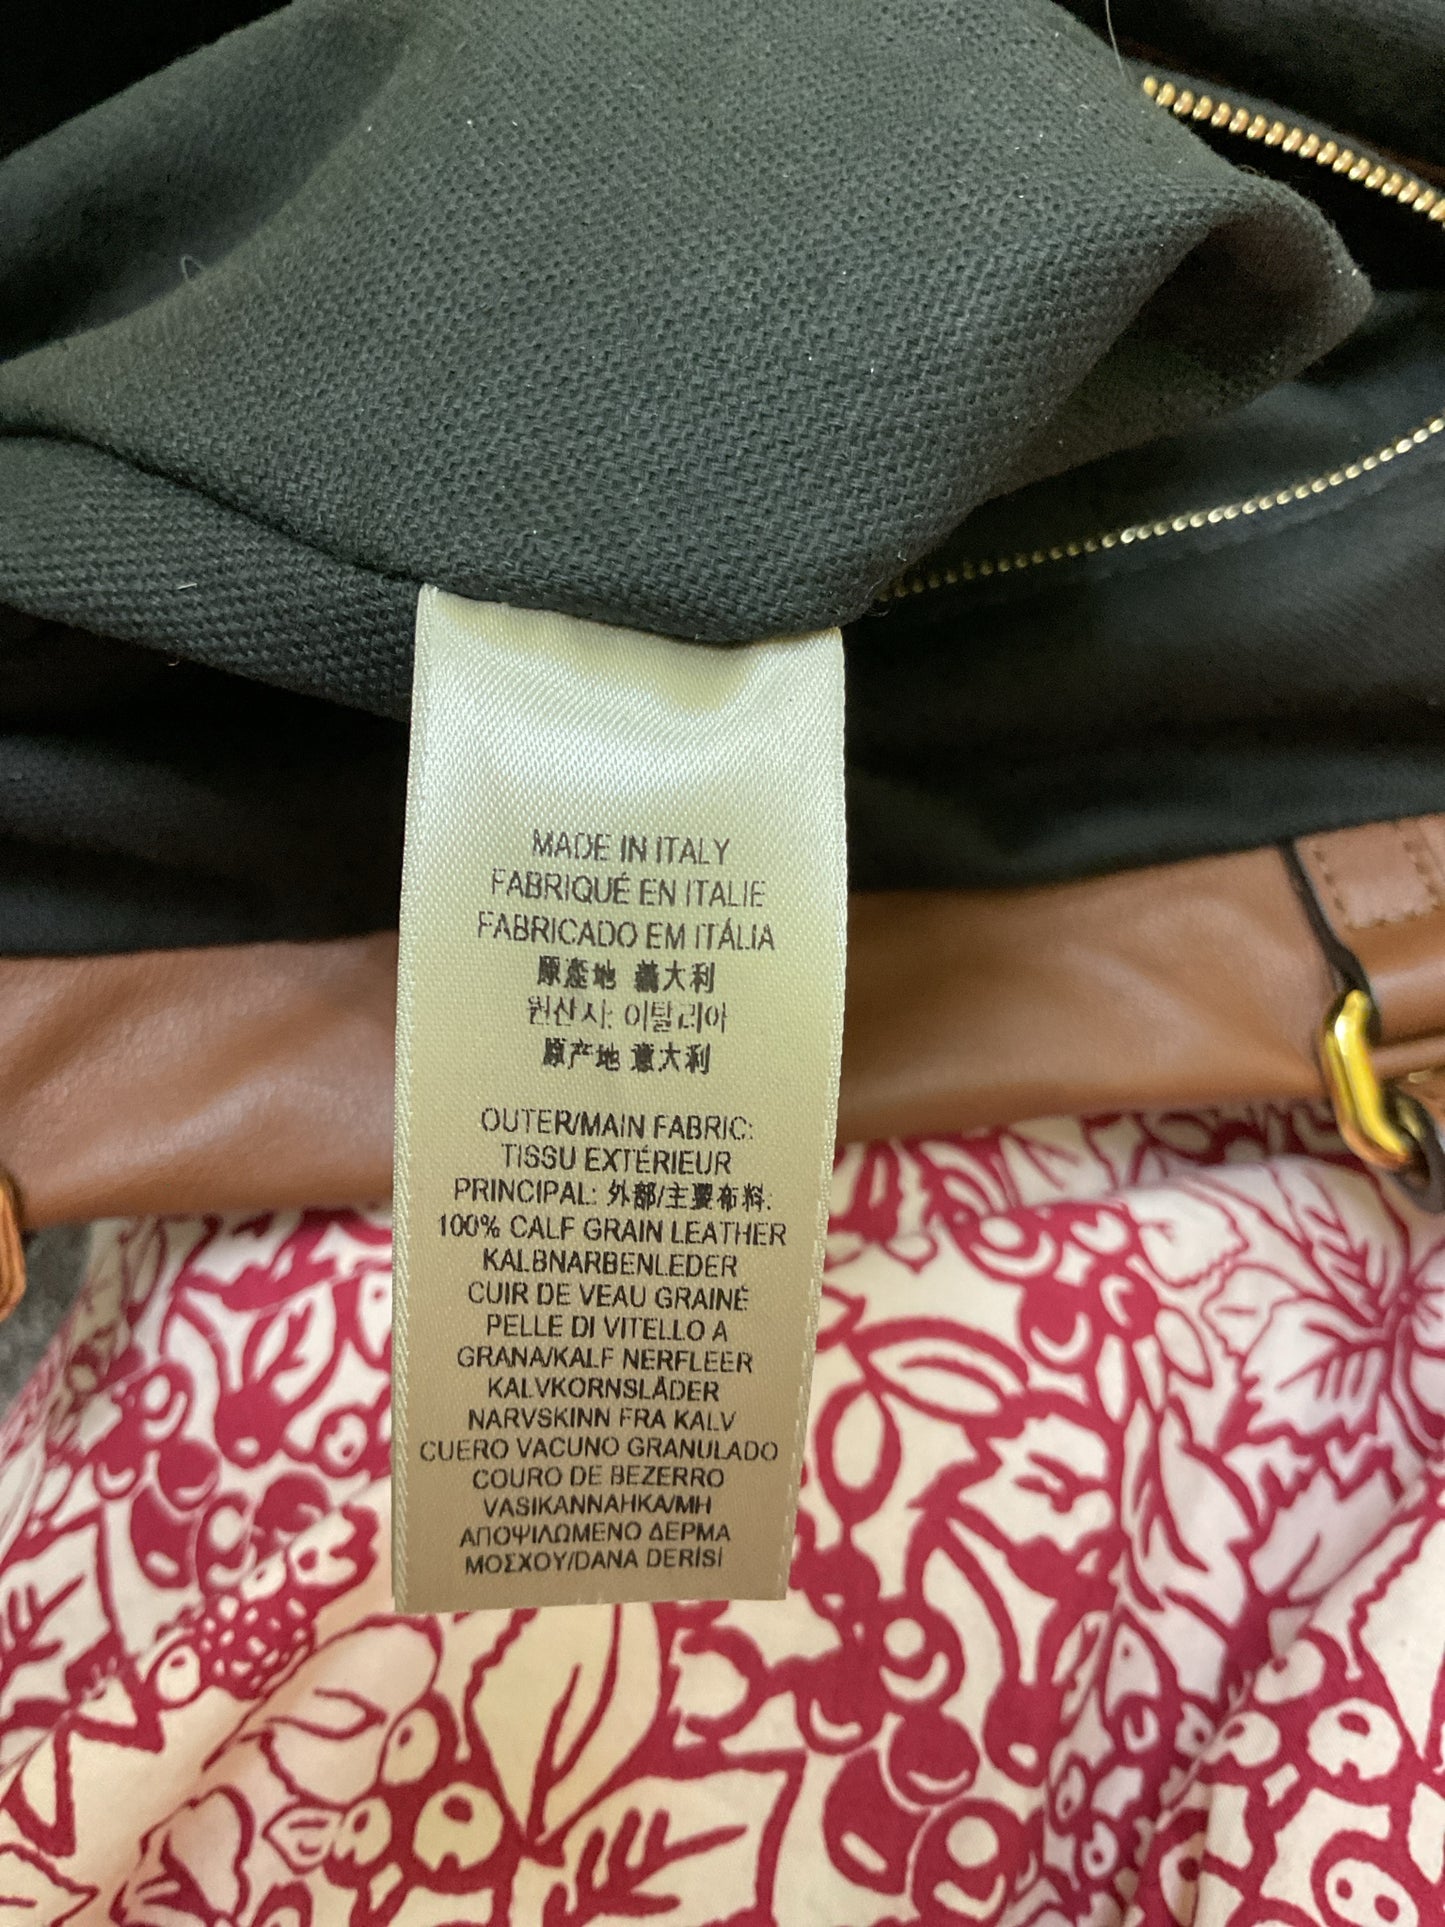 MADE IN ITALY
FABRIQUÉ EN ITALIE
FABRICADO EM ITÁLIA
原產地 義大利
원산지: 이탈리아
原产地 意大利
OUTER/MAIN FABRIC:
TISSU EXTÉRIEUR
PRINCIPAL: 外部/主要布料:
100% CALF GRAIN LEATHER
KALBNARBENLEDER
CUIR DE VEAU GRAINÉ
PELLE DI VITELLO A
GRANA/KALF NERFLEER
KALVKORNSLÄDER
NARVSKINN FRA KALV
CUERO VACUNO GRANULADO
COURO DE BEZERRO
VASIKANNAHKA/ΜΗ
ΑΠΟΨΙΛΩΜΕΝΟ ΔΕΡΜΑ
ΜΟΣΧΟΥ/DANA DERİSİ